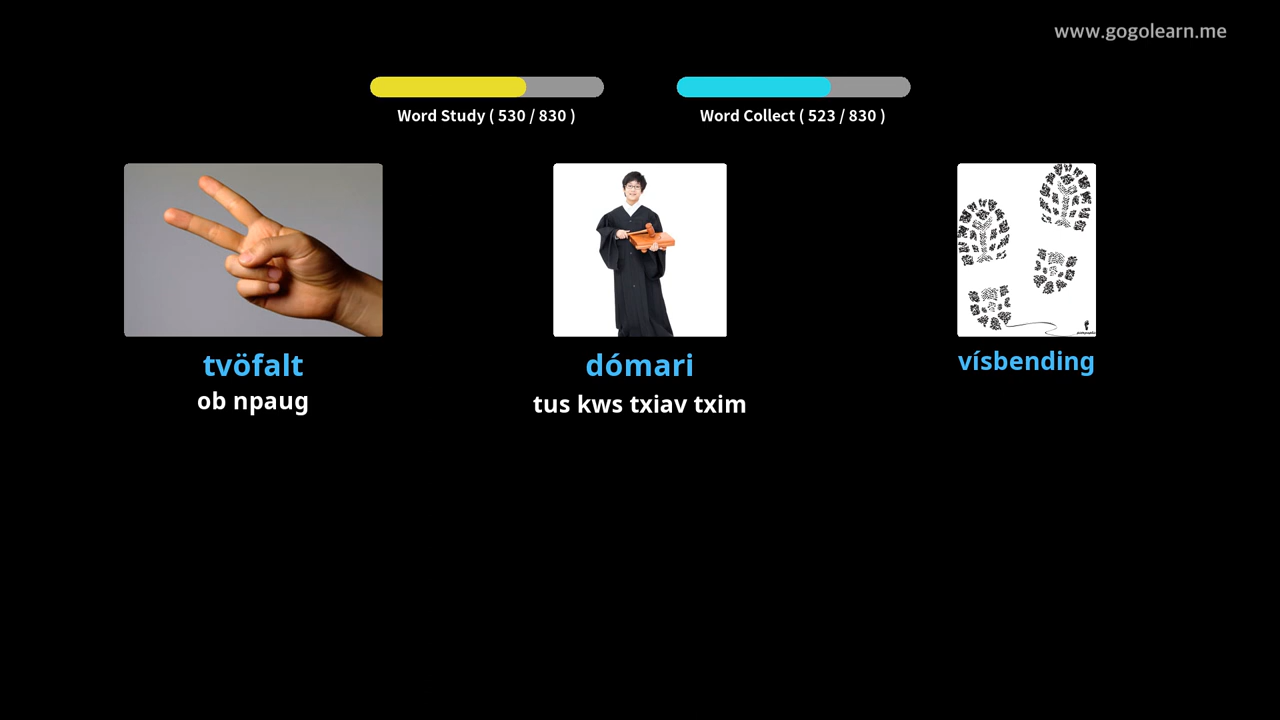 www.gogolearn.me
Word Study ( 530 / 830 )
Word Collect ( 523 / 830 )
tvöfalt
ob npaug
dómari
tus kws txiav txim
vísbending